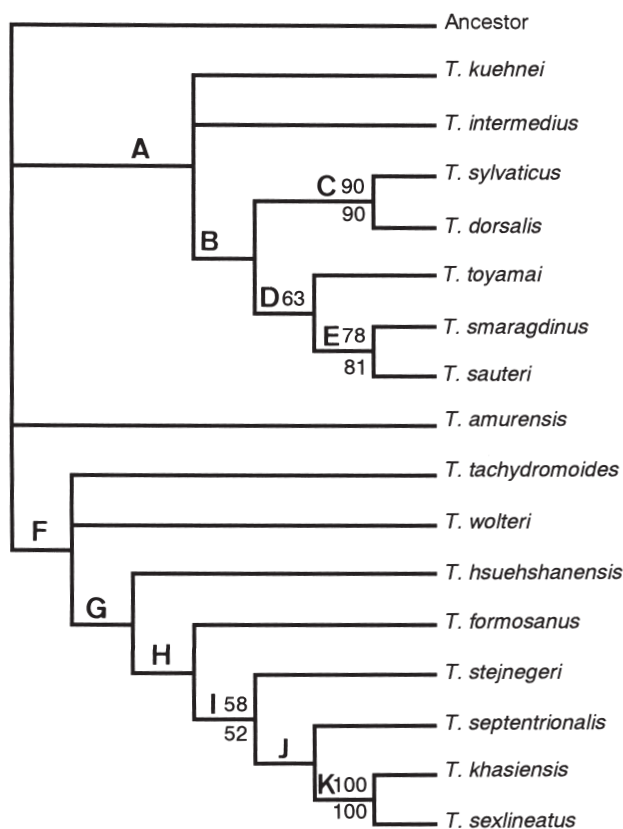 Ancestor
T. kuehnei
T. intermedius
A
T. sylvaticus
C 90
90
T. dorsalis
B
T. toyamai
D 63
T. smaragdinus
E 78
81
T. sauteri
T. amurensis
T. tachydromoides
F
T. wolteri
T. hsuehshanensis
G
T. formosanus
H
T. stejnegeri
I 58
52
T. septentrionalis
J
T. khasiensis
K100
100
T. sexlineatus